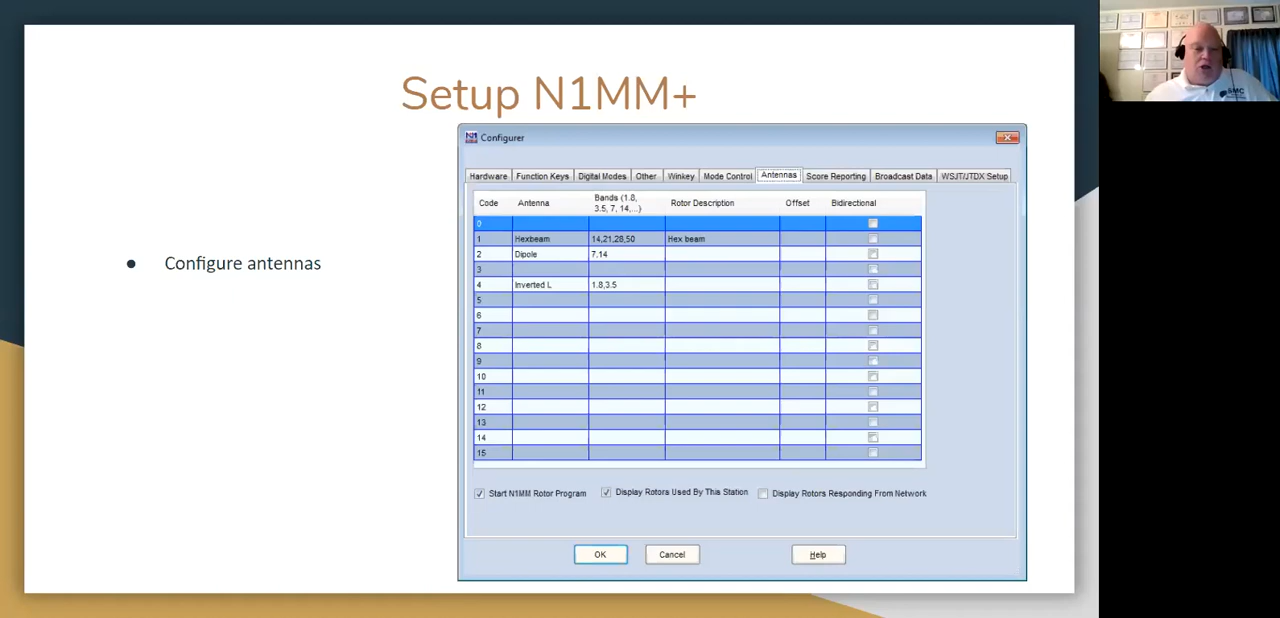 Setup N1MM+
Configure antennas
Configurer
Hardware Function Keys Digital Modes Other Winkey Mode Control Antennas Score Reporting Broadcast Data WSJT/JTDX Setup
Code Antenna Bands (1.8, 3.5, 7, 14,...) Rotor Description Offset Bidirectional
0
1 Hexbeam 14,21,28,50 Hex beam
2 Dipole 7.14
3
4 Inverted L 1.8,3.5
5
6
7
8
9
10
11
12
13
14
15
Start N1MM Rotor Program Display Rotors Used By This Station Display Rotors Responding From Network
OK Cancel Help